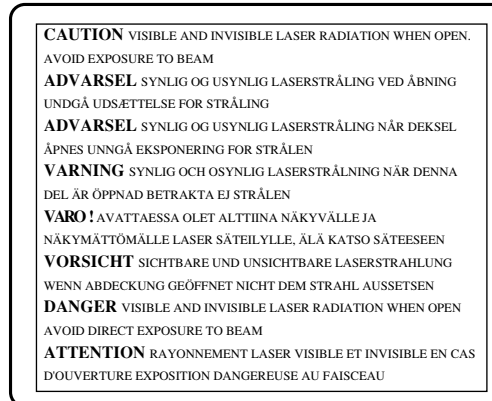 CAUTION VISIBLE AND INVISIBLE LASER RADIATION WHEN OPEN.
AVOID EXPOSURE TO BEAM
ADVARSEL SYNLIG OG USYNLIG LASERSTRÅLING VED ÅBNING
UNDGÅ UDSÆTTELSE FOR STRÅLING
ADVARSEL SYNLIG OG USYNLIG LASERSTRÅLING NÅR DEKSEL
ÅPNES UNNGÅ EKSPONERING FOR STRÅLEN
VARNING SYNLIG OCH OSYNLIG LASERSTRÅLNING NÄR DENNA
DEL ÄR ÖPPNAD BETRAKTA EJ STRÅLEN
VARO! AVATTAESSA OLET ALTTIINA NÄKYVÄLLE JA
NÄKYMÄTTÖMÄLLE LASER SÄTEILYLLE, ÄLÄ KATSO SÄTEESEEN
VORSICHT SICHTBARE UND UNSICHTBARE LASERSTRAHLUNG
WENN ABDECKUNG GEÖFFNET NICHT DEM STRAHL AUSSETSEN
DANGER VISIBLE AND INVISIBLE LASER RADIATION WHEN OPEN
AVOID DIRECT EXPOSURE TO BEAM
ATTENTION RAYONNEMENT LASER VISIBLE ET INVISIBLE EN CAS
D'OUVERTURE EXPOSITION DANGEREUSE AU FAISCEAU